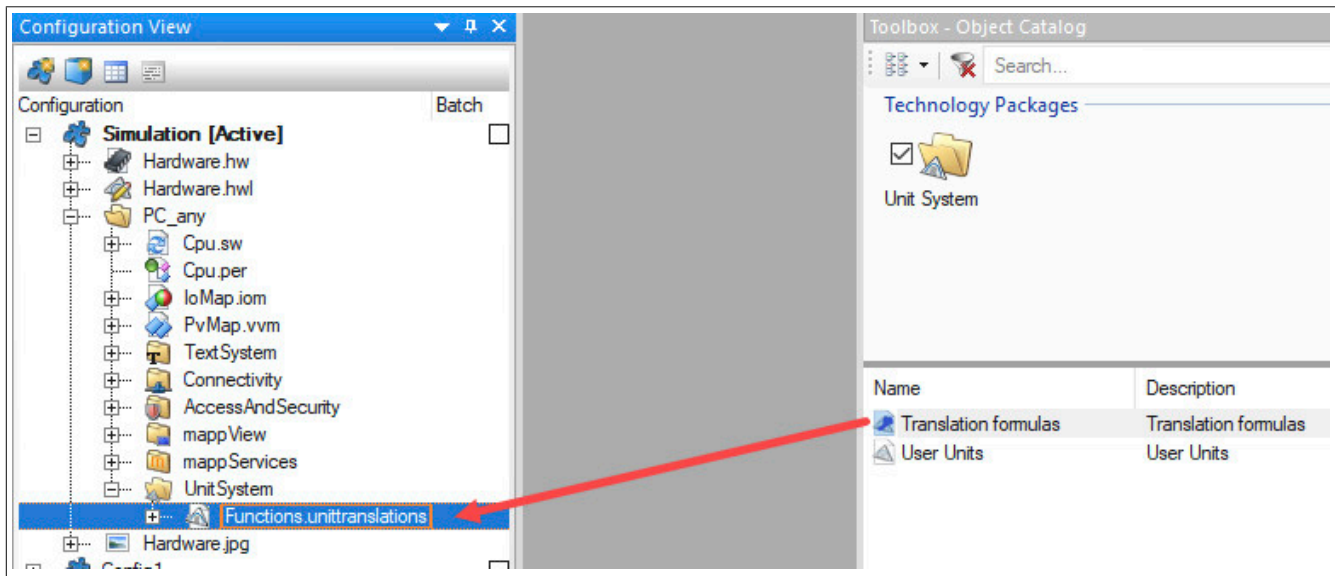 Configuration View
Configuration Batch
Simulation [Active]
Hardware.hw
Hardware.hwl
PC_any
Cpu.sw
Cpu.per
IoMap.iom
PvMap.vvm
TextSystem
Connectivity
AccessAndSecurity
mappView
mappServices
UnitSystem
Functions.unittranslations
Hardware.jpg
Config1
Toolbox - Object Catalog
Search...
Technology Packages
Unit System
Name Description
Translation formulas Translation formulas
User Units User Units